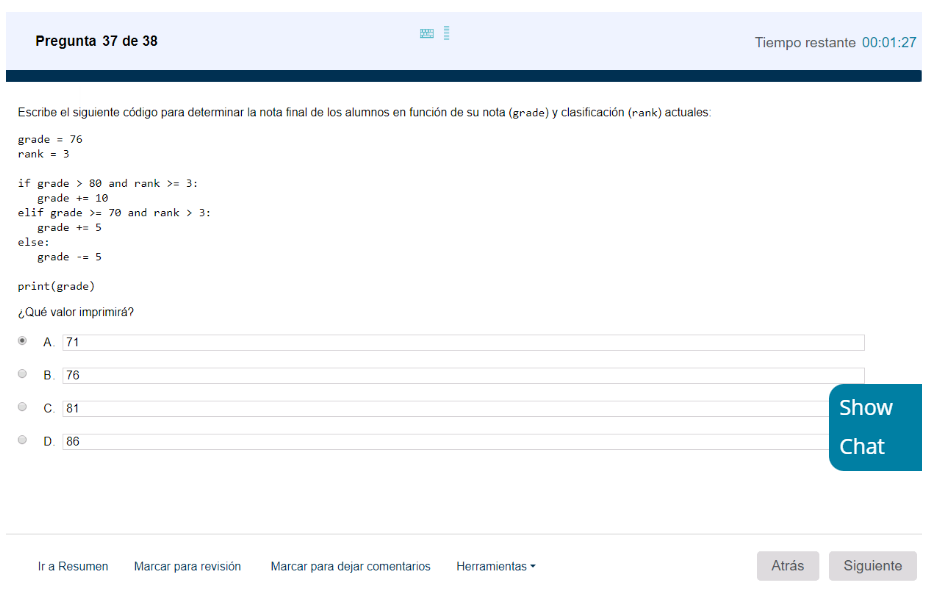 Pregunta 37 de 38
Tiempo restante 00:01:27
Escribe el siguiente código para determinar la nota final de los alumnos en función de su nota (grade) y clasificación (rank) actuales:
grade = 76
rank = 3
if grade > 80 and rank >= 3:
grade += 10
elif grade >= 70 and rank > 3:
grade += 5
else:
grade -= 5
print(grade)
¿Qué valor imprimirá?
A. 71
B. 76
C. 81
D. 86
Show
Chat
Ir a Resumen Marcar para revisión Marcar para dejar comentarios Herramientas Atrás Siguiente